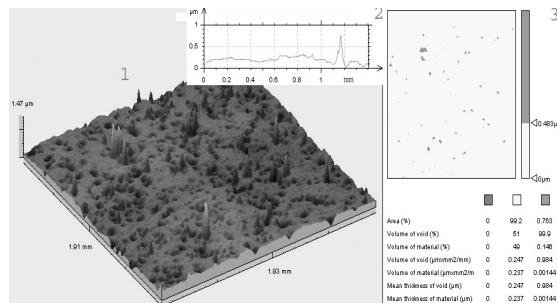 1
1.47 µm
1.91 mm
1.93 mm
µm
2
1
0.5
0
0 0.2 0.4 0.6 0.8 1 mm
3
0.483µ
0µm
Area (%) 0 99.2 0.763
Volume of void (%) 0 51 99.9
Volume of material (%) 0 49 0.146
Volume of void (µmxmm2/mm) 0 0.247 0.984
Volume of material (µmxmm2/m 0 0.237 0.00144
Mean thickness of void (µm) 0 0.247 0.984
Mean thickness of material (µm) 0 0.237 0.00144